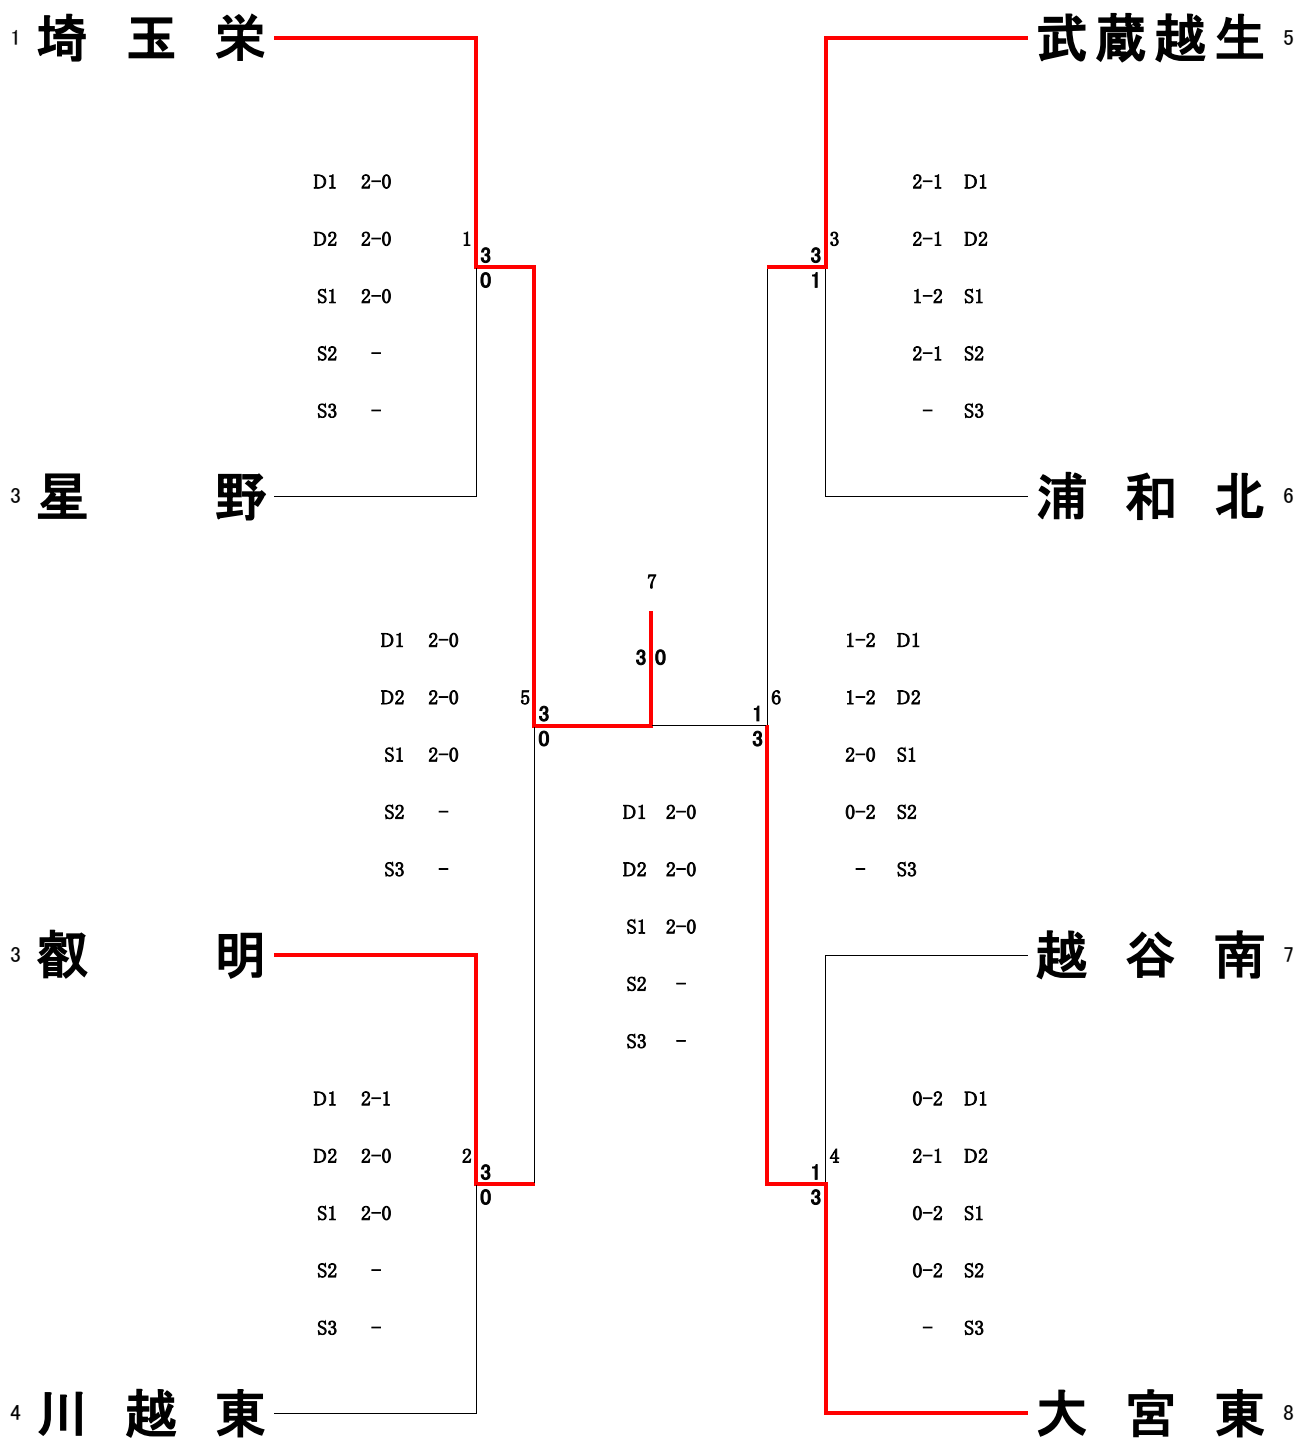 1 埼玉栄
武蔵越生 5
D1 2-0
2-1 D1
D2 2-0
1
3
2-1 D2
3
3
0
1
S1 2-0
1-2 S1
S2 -
2-1 S2
S3 -
- S3
3 星野
浦和北 6
7
D1 2-0
1-2 D1
3 0
D2 2-0
5
6
1-2 D2
3
1
0
3
S1 2-0
2-0 S1
S2 -
D1 2-0
0-2 S2
S3 -
D2 2-0
- S3
S1 2-0
3 叡明
越谷南 7
S2 -
S3 -
D1 2-1
0-2 D1
D2 2-0
2
4
2-1 D2
3
1
0
3
S1 2-0
0-2 S1
S2 -
0-2 S2
S3 -
- S3
4 川越東
大宮東 8